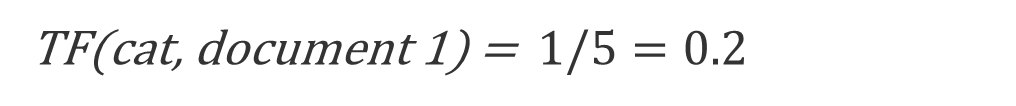 TF(cat, document 1) = 1/5 = 0.2